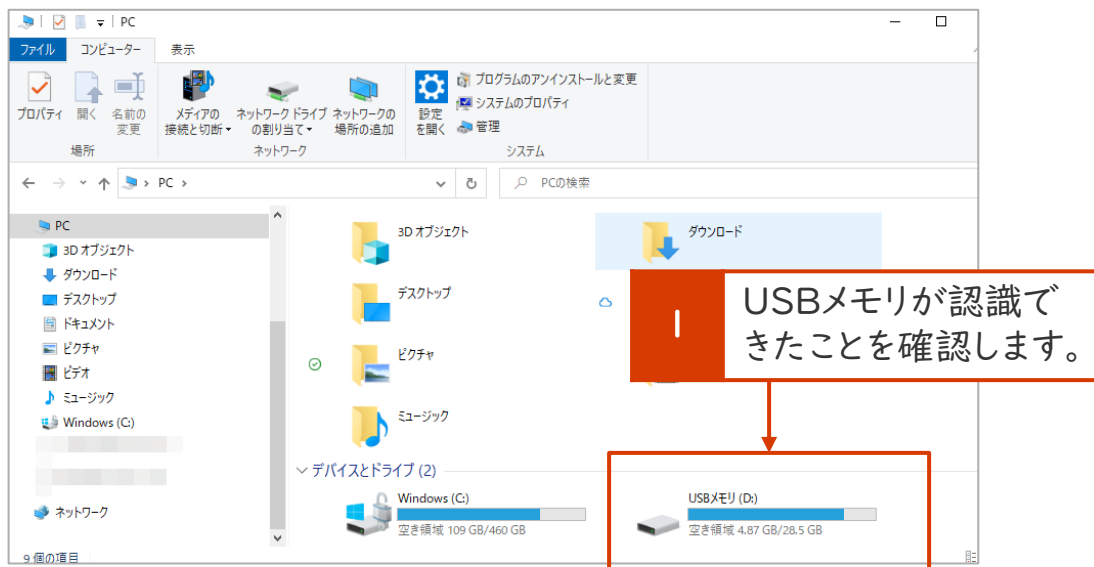 PC
ファイル コンピューター 表示
プロパティ 開く 名前の変更 メディアの接続と切断 ネットワーク ドライブの割り当て ネットワークの場所の追加 設定を開く
プログラムのアンインストールと変更
システムのプロパティ
管理
場所 ネットワーク システム
PC
PCの検索
PC
3D オブジェクト
ダウンロード
デスクトップ
ドキュメント
ピクチャ
ビデオ
ミュージック
Windows (C:)
ネットワーク
3D オブジェクト
ダウンロード
デスクトップ
ピクチャ
ミュージック
1
USBメモリが認識で
きたことを確認します。
デバイスとドライブ (2)
Windows (C:)
空き領域 109 GB/460 GB
USBメモリ (D:)
空き領域 4.87 GB/28.5 GB
9 個の項目